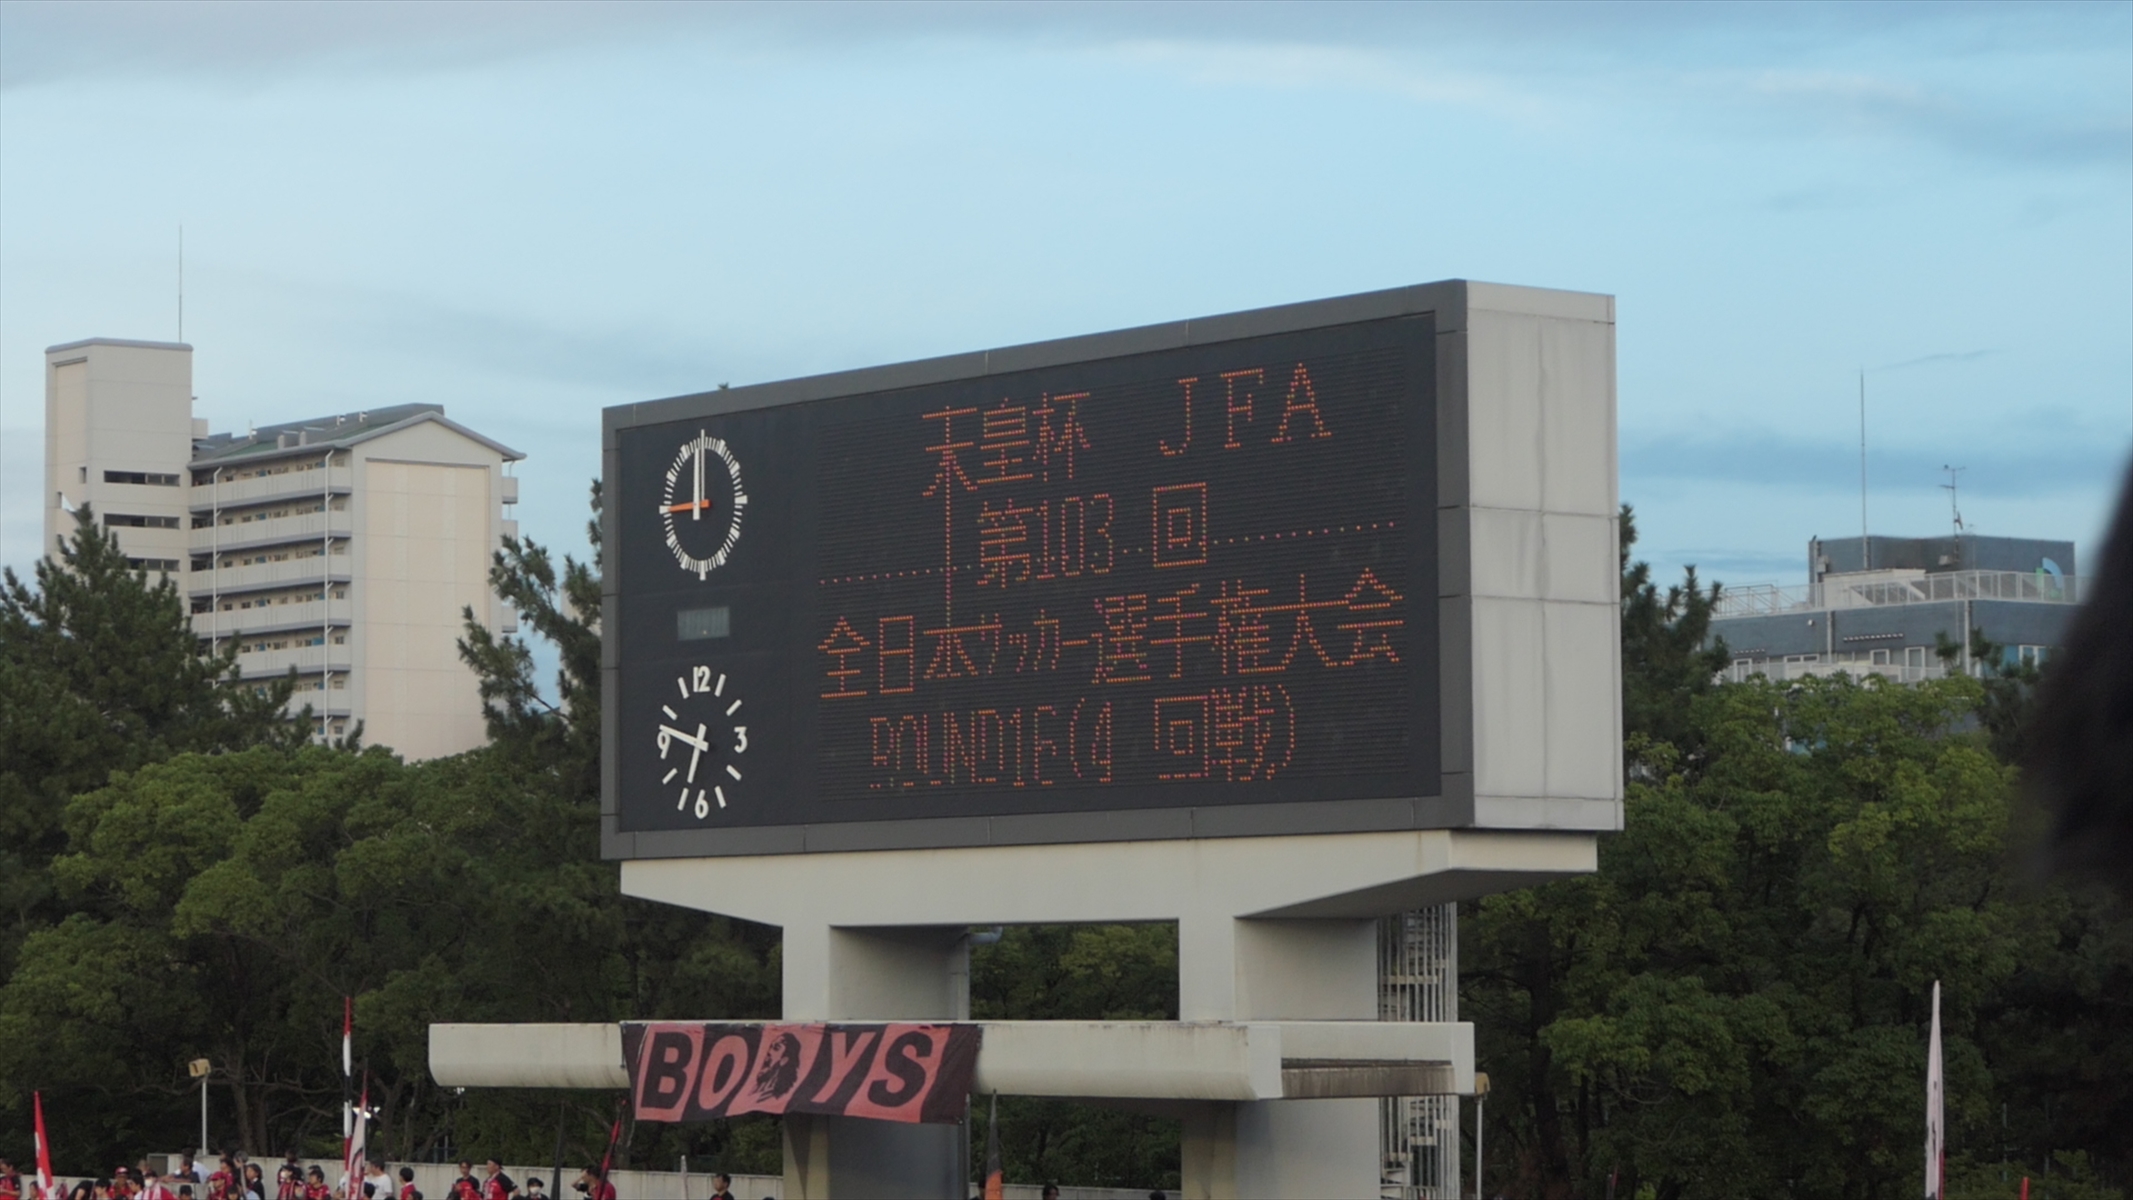 天皇杯 JFA
第103回
全日本サッカー選手権大会
ROUND16(4回戦)
12
3
6
9
BODYS